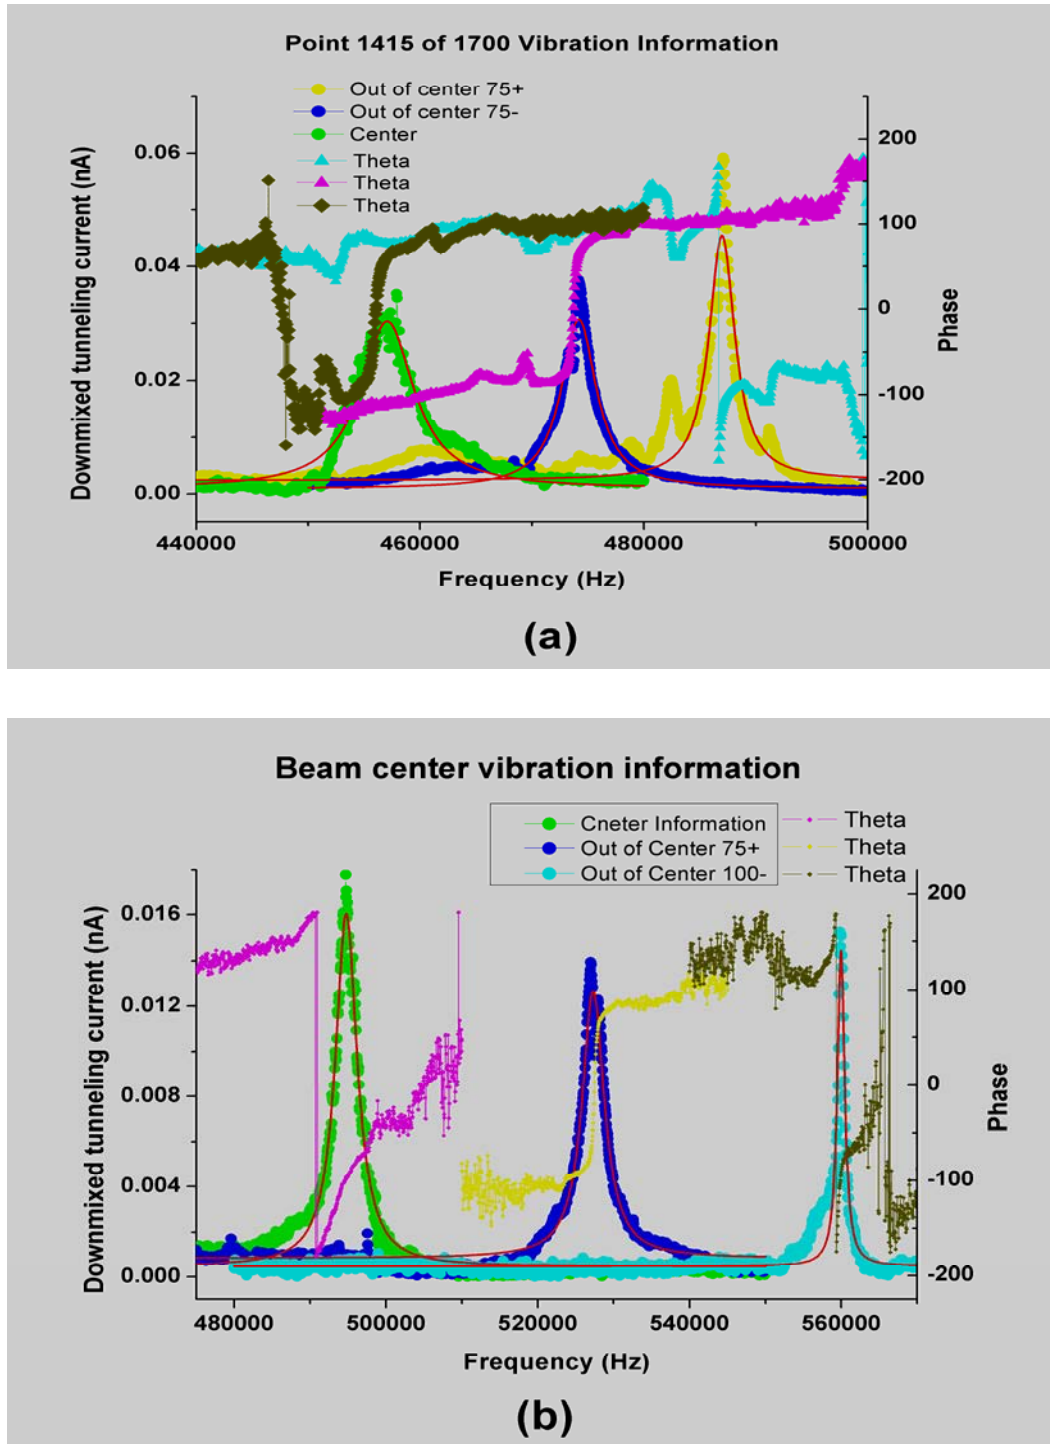 Point 1415 of 1700 Vibration Information
Out of center 75+
Out of center 75-
Center
Theta
Theta
Theta
Downmixed tunneling current (nA)
0.06
0.04
0.02
0.00
200
100
0
-100
-200
Phase
440000 460000 480000 500000
Frequency (Hz)
(a)
Beam center vibration information
Cneter Information
Out of Center 75+
Out of Center 100-
Theta
Theta
Theta
Downmixed tunneling current (nA)
0.016
0.012
0.008
0.004
0.000
200
100
0
-100
-200
Phase
480000 500000 520000 540000 560000
Frequency (Hz)
(b)